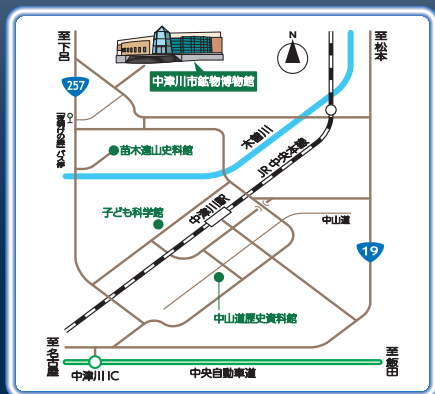 至下呂
N
至松本
257
中津川市鉱物博物館
木曽川
苗木遠山史料館
JR中央本線
子ども科学館
中津川駅
中山道
19
中山道歴史資料館
至名古屋
至飯田
中津川IC
中央自動車道